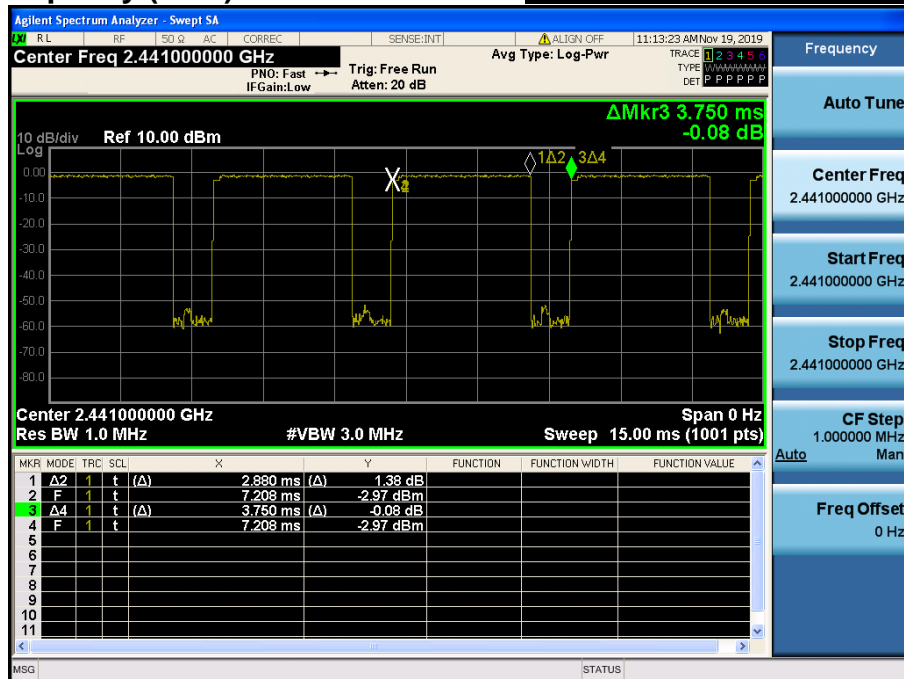 Agilent Spectrum Analyzer - Swept SA
LXI RL RF 50 Ω AC CORREC SENSE:INT ALIGN OFF 11:13:23 AM Nov 19, 2019
Center Freq 2.441000000 GHz
PNO: Fast
IFGain:Low
Trig: Free Run
Atten: 20 dB
Avg Type: Log-Pwr
TRACE 1 2 3 4 5 6
TYPE WWWWWW
DET P P P P P P
ΔMkr3 3.750 ms
-0.08 dB
10 dB/div Ref 10.00 dBm
Log
1Δ2 3Δ4
0.00
-10.0
-20.0
-30.0
-40.0
-50.0
-60.0
-70.0
-80.0
Center 2.441000000 GHz Span 0 Hz
Res BW 1.0 MHz #VBW 3.0 MHz Sweep 15.00 ms (1001 pts)
MKR MODE TRC SCL X Y FUNCTION FUNCTION WIDTH FUNCTION VALUE
1 Δ2 1 t (Δ) 2.880 ms (Δ) 1.38 dB
2 F 1 t 7.208 ms -2.97 dBm
3 Δ4 1 t (Δ) 3.750 ms (Δ) -0.08 dB
4 F 1 t 7.208 ms -2.97 dBm
5
6
7
8
9
10
11
MSG STATUS
Frequency
Auto Tune
Center Freq
2.441000000 GHz
Start Freq
2.441000000 GHz
Stop Freq
2.441000000 GHz
CF Step
1.000000 MHz
Auto Man
Freq Offset
0 Hz